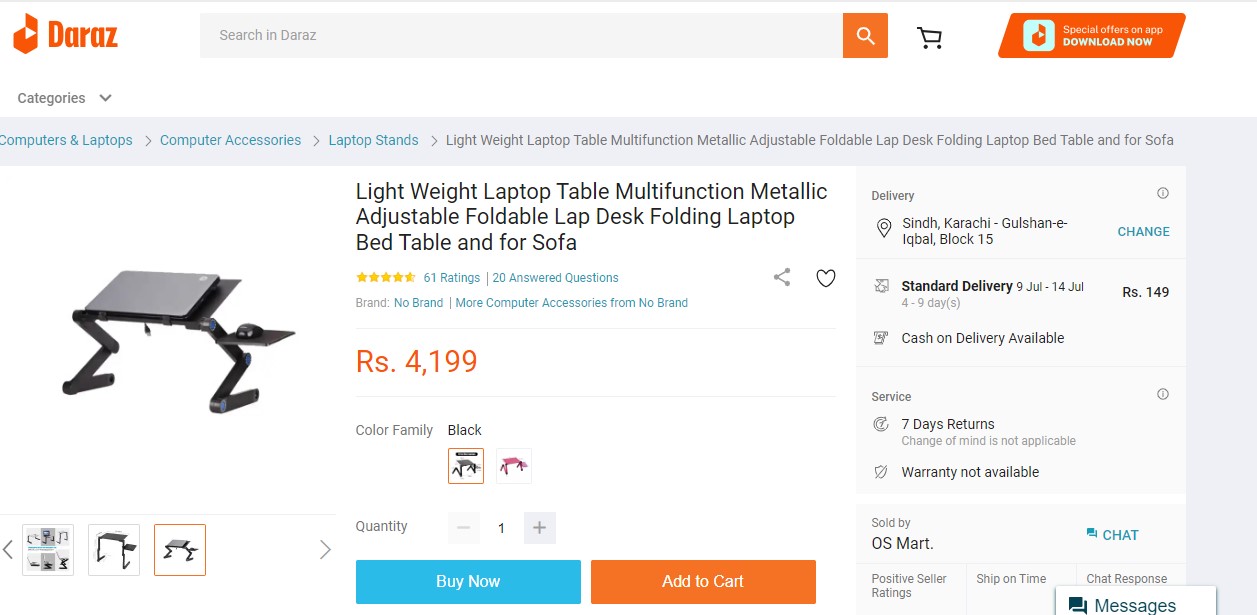 Daraz
Search in Daraz
Special offers on app
DOWNLOAD NOW
Categories
Computers & Laptops > Computer Accessories > Laptop Stands > Light Weight Laptop Table Multifunction Metallic Adjustable Foldable Lap Desk Folding Laptop Bed Table and for Sofa
Light Weight Laptop Table Multifunction Metallic
Adjustable Foldable Lap Desk Folding Laptop
Bed Table and for Sofa
61 Ratings | 20 Answered Questions
Brand: No Brand | More Computer Accessories from No Brand
Rs. 4,199
Color Family Black
Quantity 1
Buy Now
Add to Cart
Delivery
Sindh, Karachi - Gulshan-e-
Iqbal, Block 15
CHANGE
Standard Delivery 9 Jul - 14 Jul
4 - 9 day(s)
Rs. 149
Cash on Delivery Available
Service
7 Days Returns
Change of mind is not applicable
Warranty not available
Sold by
OS Mart.
CHAT
Positive Seller
Ratings
Ship on Time
Chat Response
Messages